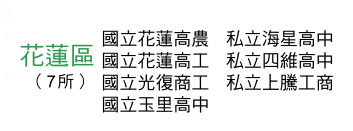 花蓮區
（7所）
國立花蓮高農　私立海星高中
國立花蓮高工　私立四維高中
國立光復商工　私立上騰工商
國立玉里高中